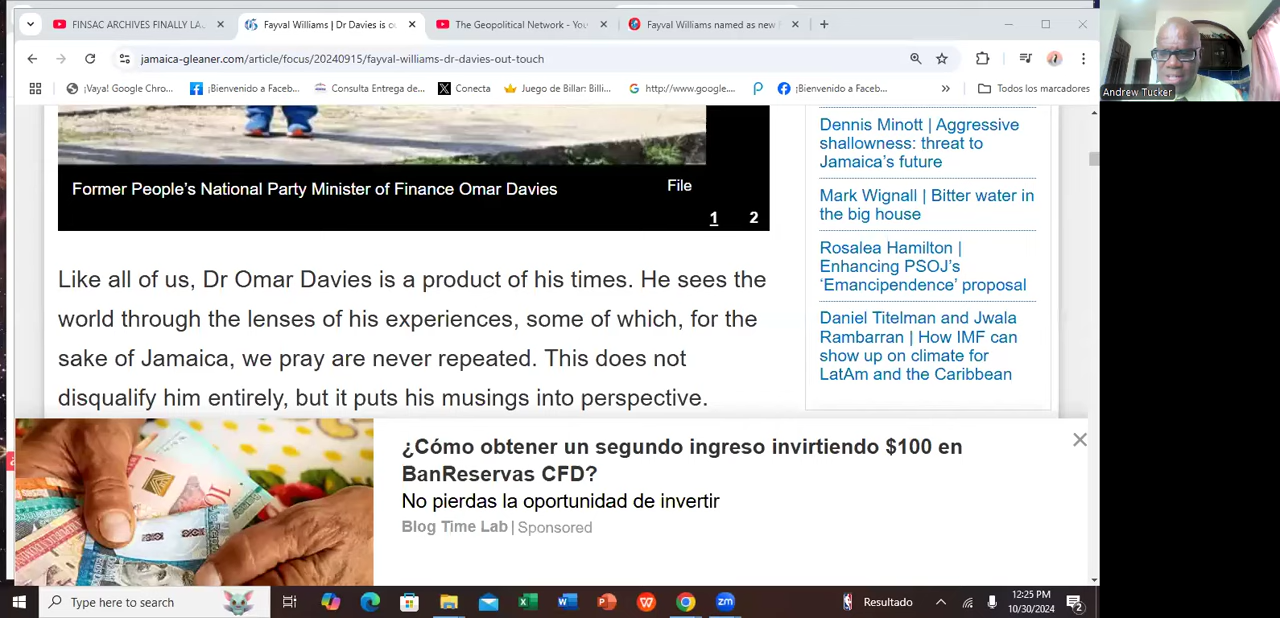 FINSAC ARCHIVES FINALLY LA
Fayval Williams | Dr Davies is o
The Geopolitical Network - You
Fayval Williams named as new
jamaica-gleaner.com/article/focus/20240915/fayval-williams-dr-davies-out-touch
¡Vaya! Google Chro...
¡Bienvenido a Faceb...
Consulta Entrega de...
Conecta
Juego de Billar: Billi...
http://www.google....
¡Bienvenido a Faceb...
»
Todos los marcadores
Andrew Tucker
Former People's National Party Minister of Finance Omar Davies
File
1 2
Like all of us, Dr Omar Davies is a product of his times. He sees the
world through the lenses of his experiences, some of which, for the
sake of Jamaica, we pray are never repeated. This does not
disqualify him entirely, but it puts his musings into perspective.
Dennis Minott | Aggressive
shallowness: threat to
Jamaica's future
Mark Wignall | Bitter water in
the big house
Rosalea Hamilton |
Enhancing PSOJ's
'Emancipendence' proposal
Daniel Titelman and Jwala
Rambarran | How IMF can
show up on climate for
LatAm and the Caribbean
¿Cómo obtener un segundo ingreso invirtiendo $100 en
BanReservas CFD?
No pierdas la oportunidad de invertir
Blog Time Lab | Sponsored
Type here to search
Resultado
12:25 PM
10/30/2024
2